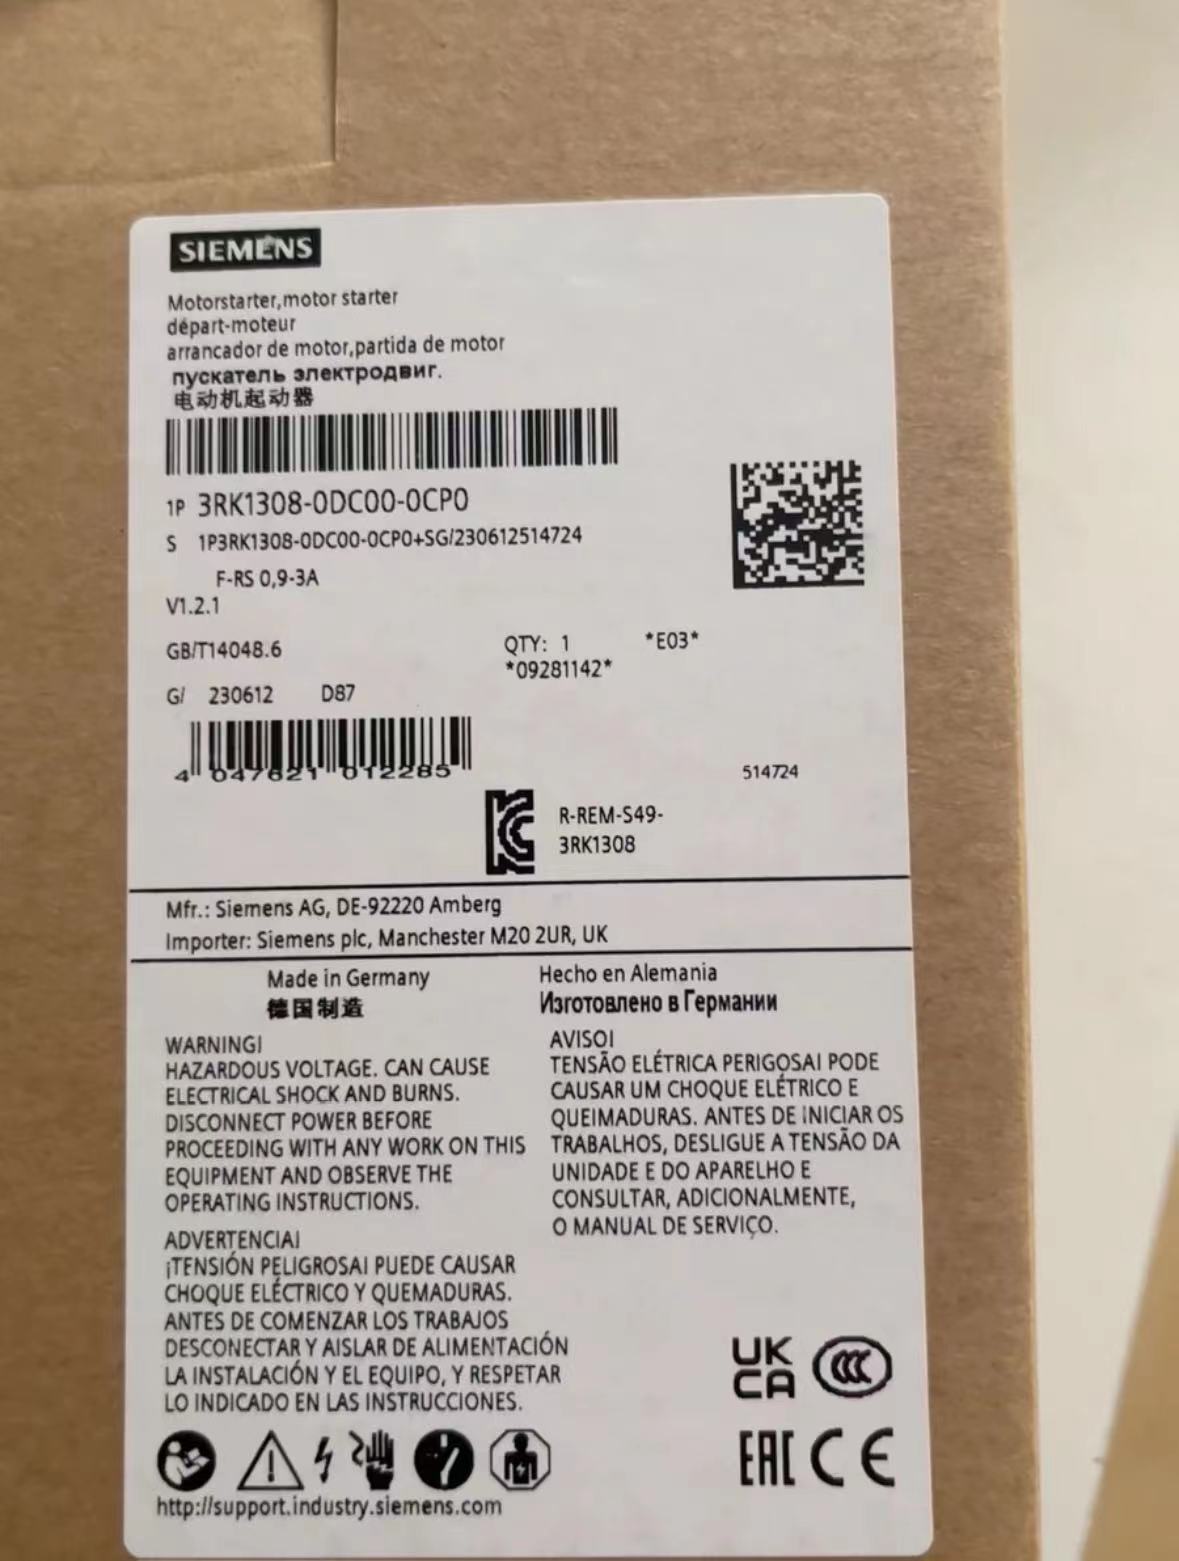 SIEMENS
Motorstarter,motor starter
départ-moteur
arrancador de motor,partida de motor
пускатель электродвиг.
电动机起动器
1P 3RK1308-0DC00-0CP0
S 1P3RK1308-0DC00-0CP0+SG/230612514724
F-RS 0,9-3A
V1.2.1
GB/T14048.6
QTY: 1 *E03*
*09281142*
G/ 230612 D87
4 047621 012285
514724
R-REM-S49-
3RK1308
Mfr.: Siemens AG, DE-92220 Amberg
Importer: Siemens plc, Manchester M20 2UR, UK
Made in Germany
德国制造
Hecho en Alemania
Изготовлено в Германии
WARNING!
HAZARDOUS VOLTAGE. CAN CAUSE
ELECTRICAL SHOCK AND BURNS.
DISCONNECT POWER BEFORE
PROCEEDING WITH ANY WORK ON THIS
EQUIPMENT AND OBSERVE THE
OPERATING INSTRUCTIONS.
ADVERTENCIA!
¡TENSIÓN PELIGROSA! PUEDE CAUSAR
CHOQUE ELÉCTRICO Y QUEMADURAS.
ANTES DE COMENZAR LOS TRABAJOS
DESCONECTAR Y AISLAR DE ALIMENTACIÓN
LA INSTALACIÓN Y EL EQUIPO, Y RESPETAR
LO INDICADO EN LAS INSTRUCCIONES.
AVISO!
TENSÃO ELÉTRICA PERIGOSA! PODE
CAUSAR UM CHOQUE ELÉTRICO E
QUEIMADURAS. ANTES DE INICIAR OS
TRABALHOS, DESLIGUE A TENSÃO DA
UNIDADE E DO APARELHO E
CONSULTAR, ADICIONALMENTE,
O MANUAL DE SERVIÇO.
UK
CA
CCC
EAC CE
http://support.industry.siemens.com